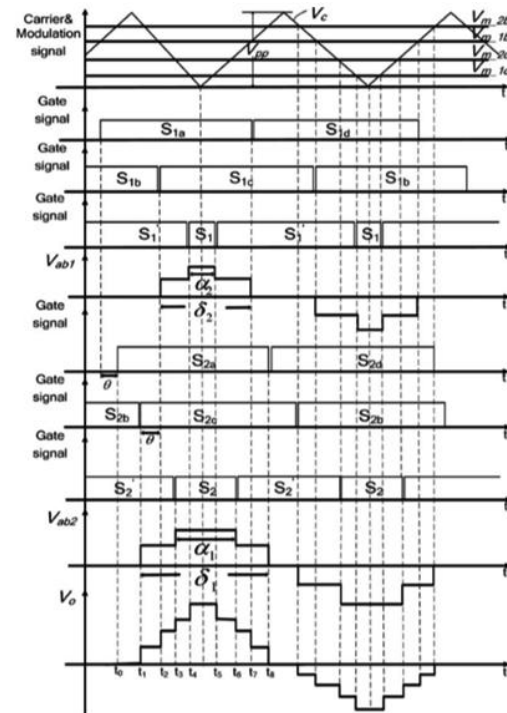 Carrier& V_c V_m_2b
Modulation V_m_1b
signal V_pp V_m_2c
V_m_1c
t
Gate
signal S_1a S_1d t
Gate
signal S_1b S_1c S_1b t
Gate
signal S_1' S_1 S_1' S_1 t
V_ab1 α_2
t
Gate
signal δ_2
S_2a S_2d t
θ
Gate
signal S_2b S_2c S_2b t
θ
Gate
signal
S_2' S_2 S_2' S_2 t
V_ab2
α_1
t
δ_1
V_o
t_0 t_1 t_2 t_3 t_4 t_5 t_6 t_7 t_8 t